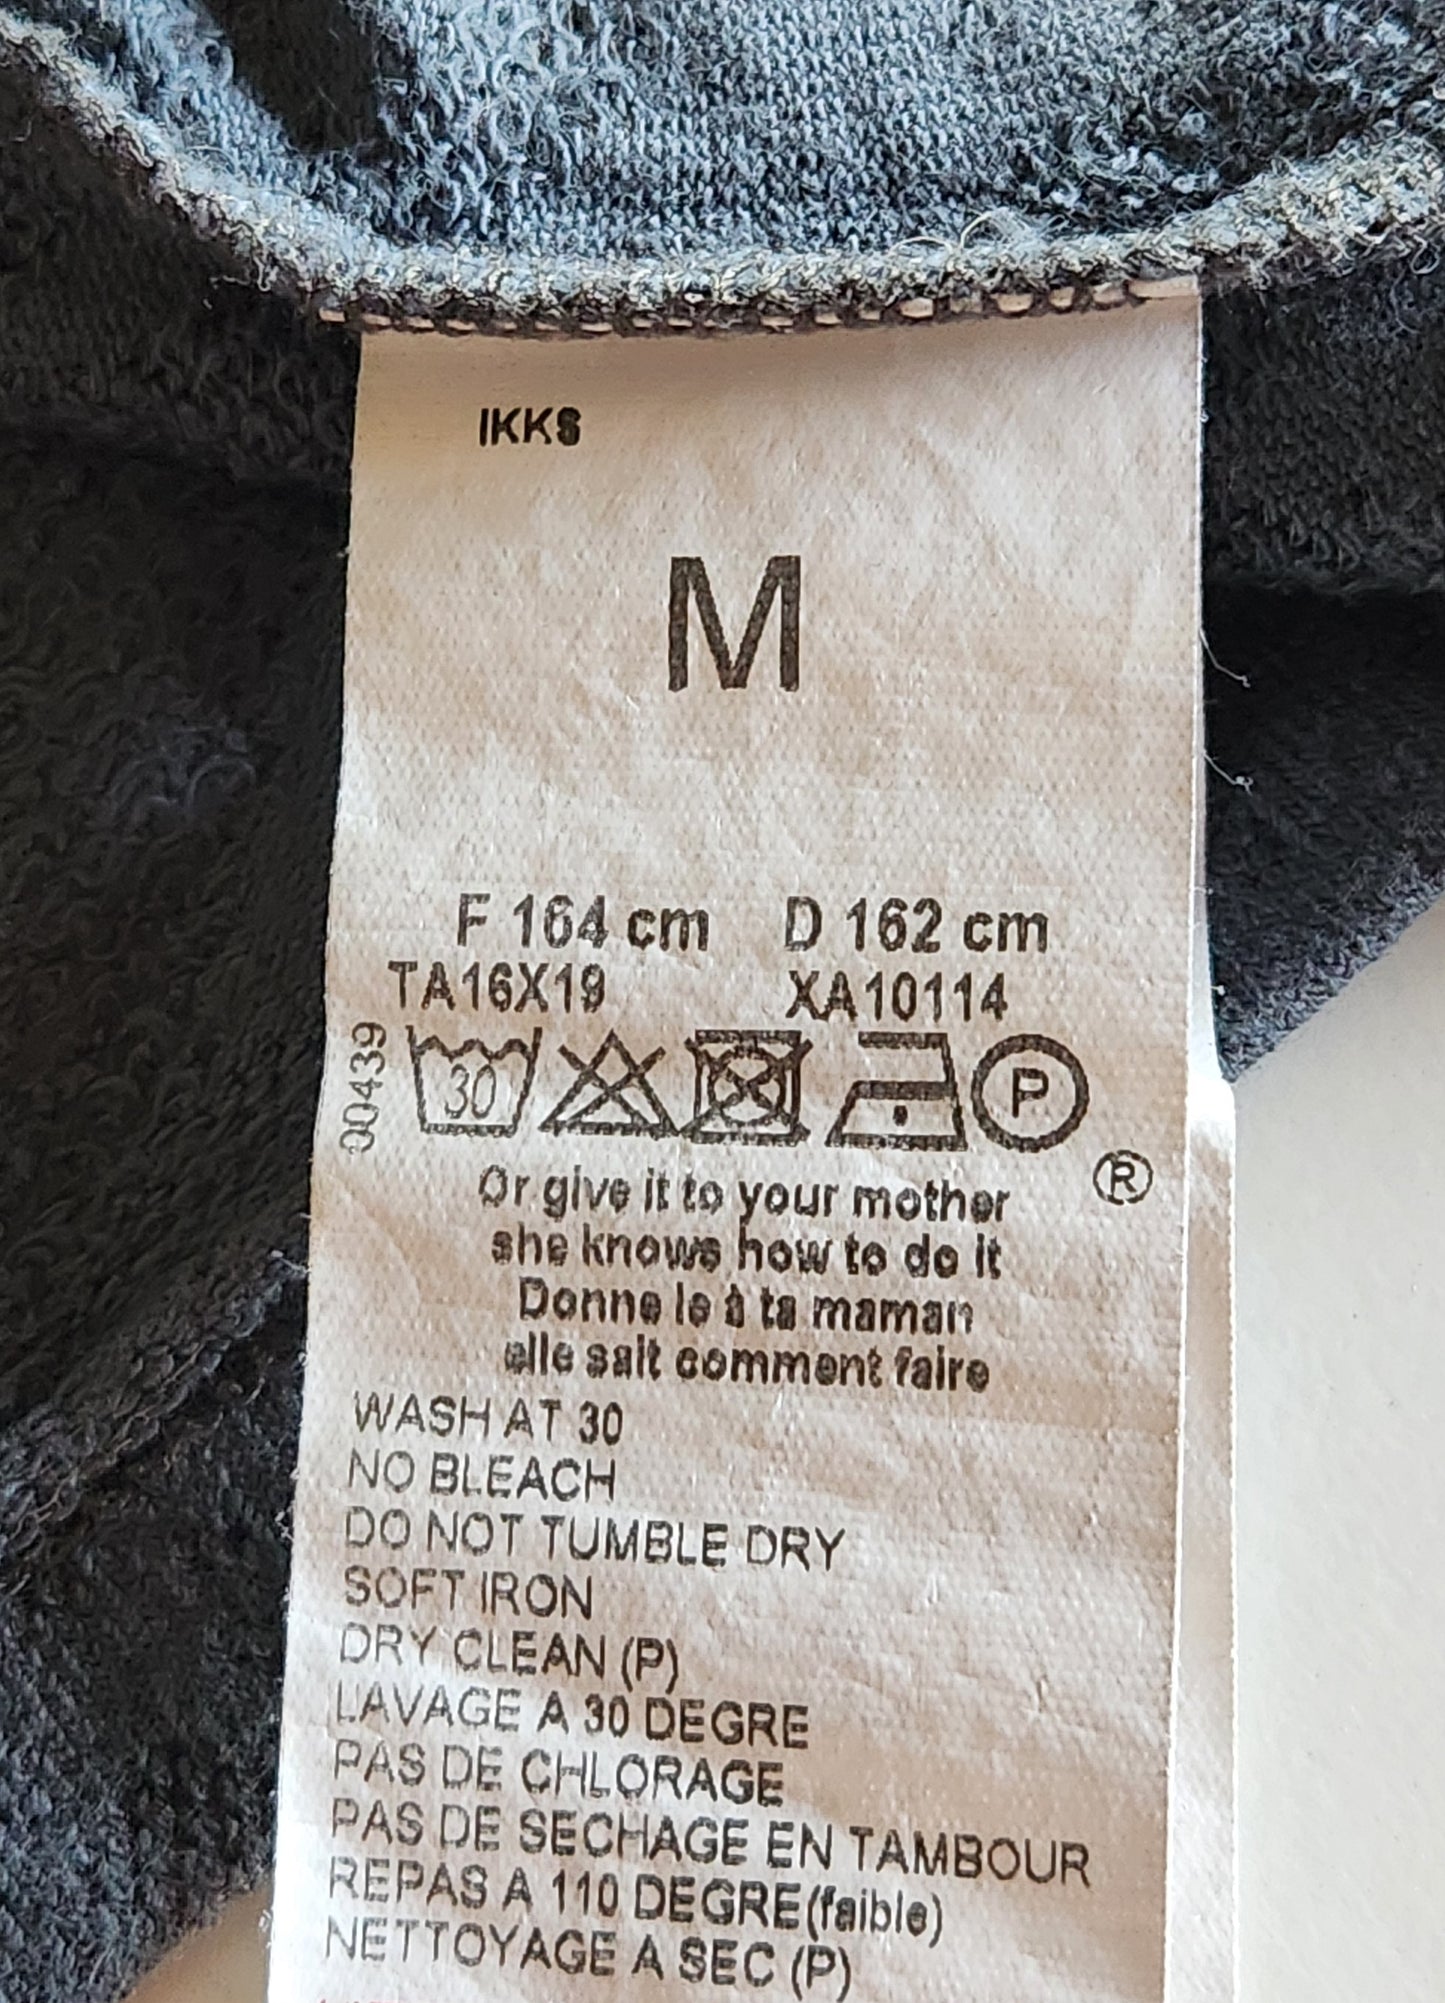 IKKS
M
F 164 cm D 162 cm
TA16X19 XA10114
00439
30 P
®
Or give it to your mother
she knows how to do it
Donne le à ta maman
elle sait comment faire
WASH AT 30
NO BLEACH
DO NOT TUMBLE DRY
SOFT IRON
DRY CLEAN (P)
LAVAGE A 30 DEGRE
PAS DE CHLORAGE
PAS DE SECHAGE EN TAMBOUR
REPAS A 110 DEGRE(faible)
NETTOYAGE A SEC (P)